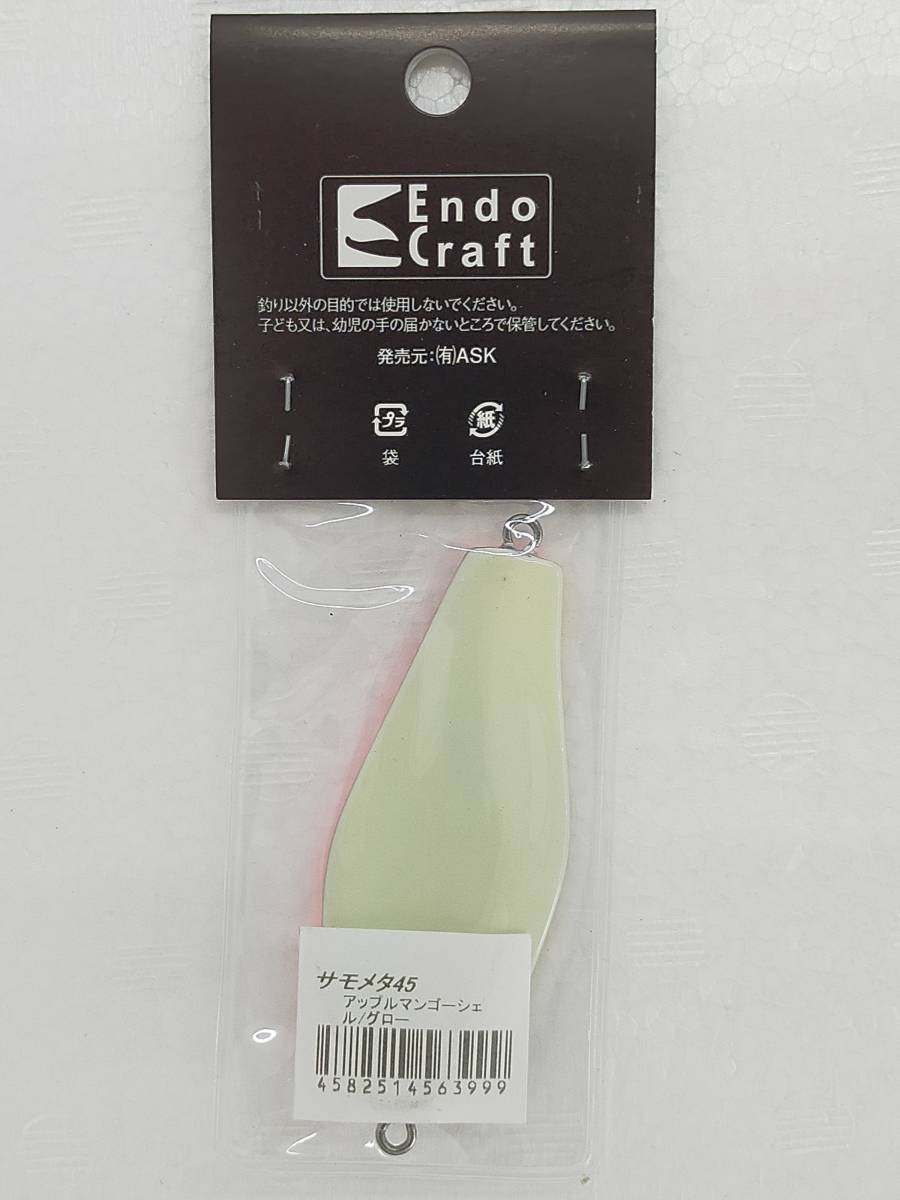 Endo
Craft
釣り以外の目的では使用しないでください。
子ども又は、幼児の手の届かないところで保管してください。
発売元:㈲ASK
プラ
紙
袋
台紙
サモメタ45
アップルマンゴーシェ
ル/グロー
4582514563999